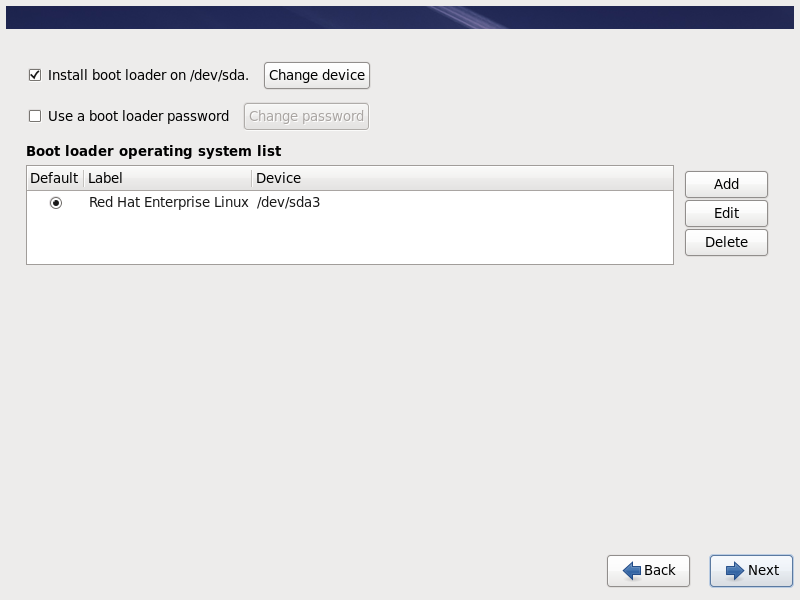 Install boot loader on /dev/sda. Change device
Use a boot loader password Change password
Boot loader operating system list
Default Label Device
Red Hat Enterprise Linux /dev/sda3
Add
Edit
Delete
Back Next